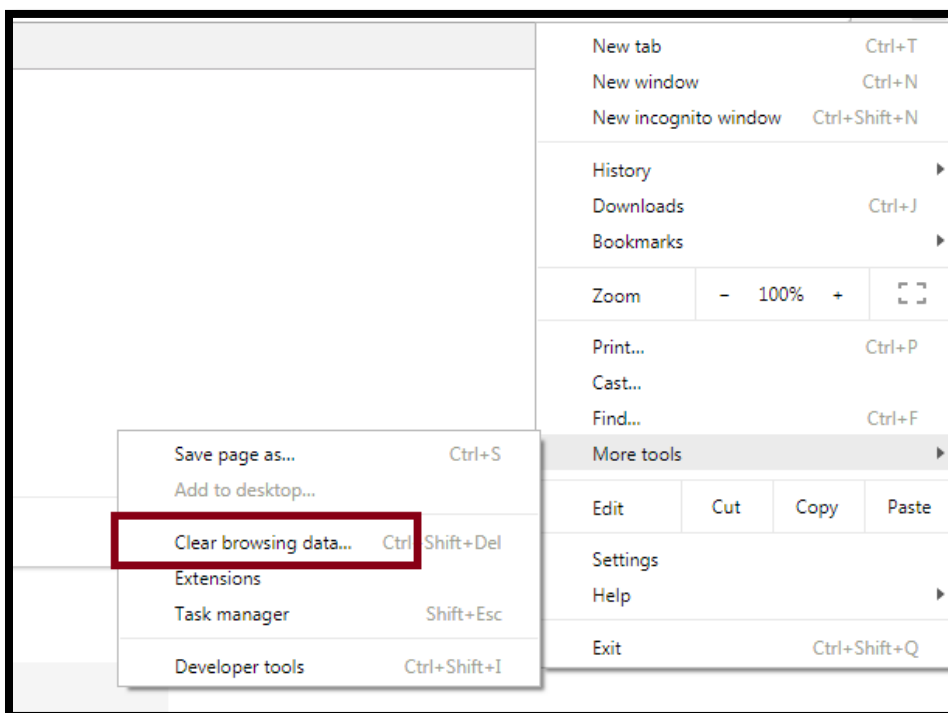 New tab Ctrl+T
New window Ctrl+N
New incognito window Ctrl+Shift+N
History
Downloads Ctrl+J
Bookmarks
Zoom - 100% +
Print... Ctrl+P
Cast...
Find... Ctrl+F
More tools
Edit Cut Copy Paste
Settings
Help
Exit Ctrl+Shift+Q
Save page as... Ctrl+S
Add to desktop...
Clear browsing data... Ctrl+Shift+Del
Extensions
Task manager Shift+Esc
Developer tools Ctrl+Shift+I